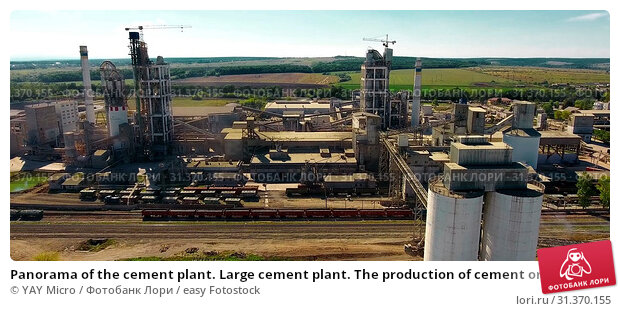 Panorama of the cement plant. Large cement plant. The production of cement on
© YAY Micro / Фотобанк Лори / easy Fotostock
ФОТОБАНК ЛОРИ
lori.ru | 31.370.155